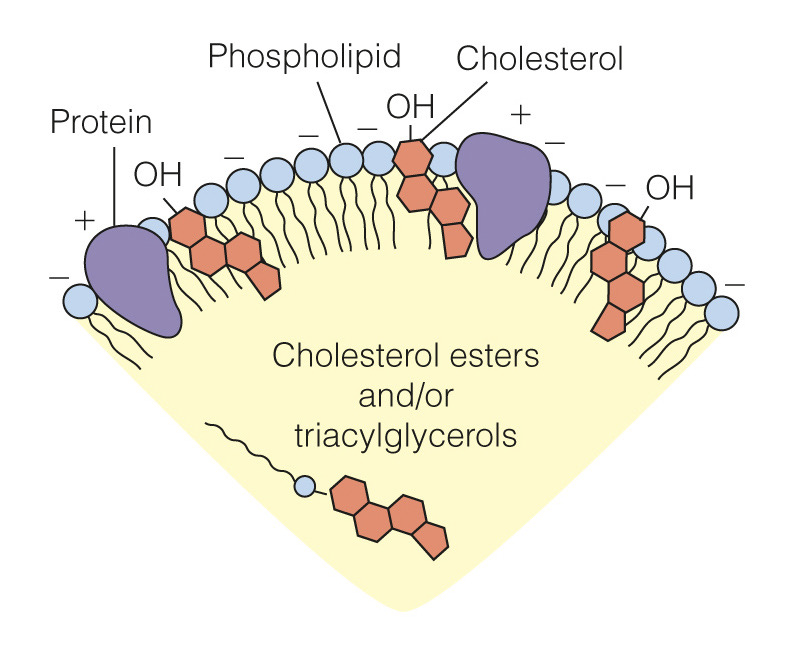 Phospholipid
Cholesterol
OH
+
Protein
−
−
−
OH
−
−
OH
+
−
−
Cholesterol esters
and/or
triacylglycerols